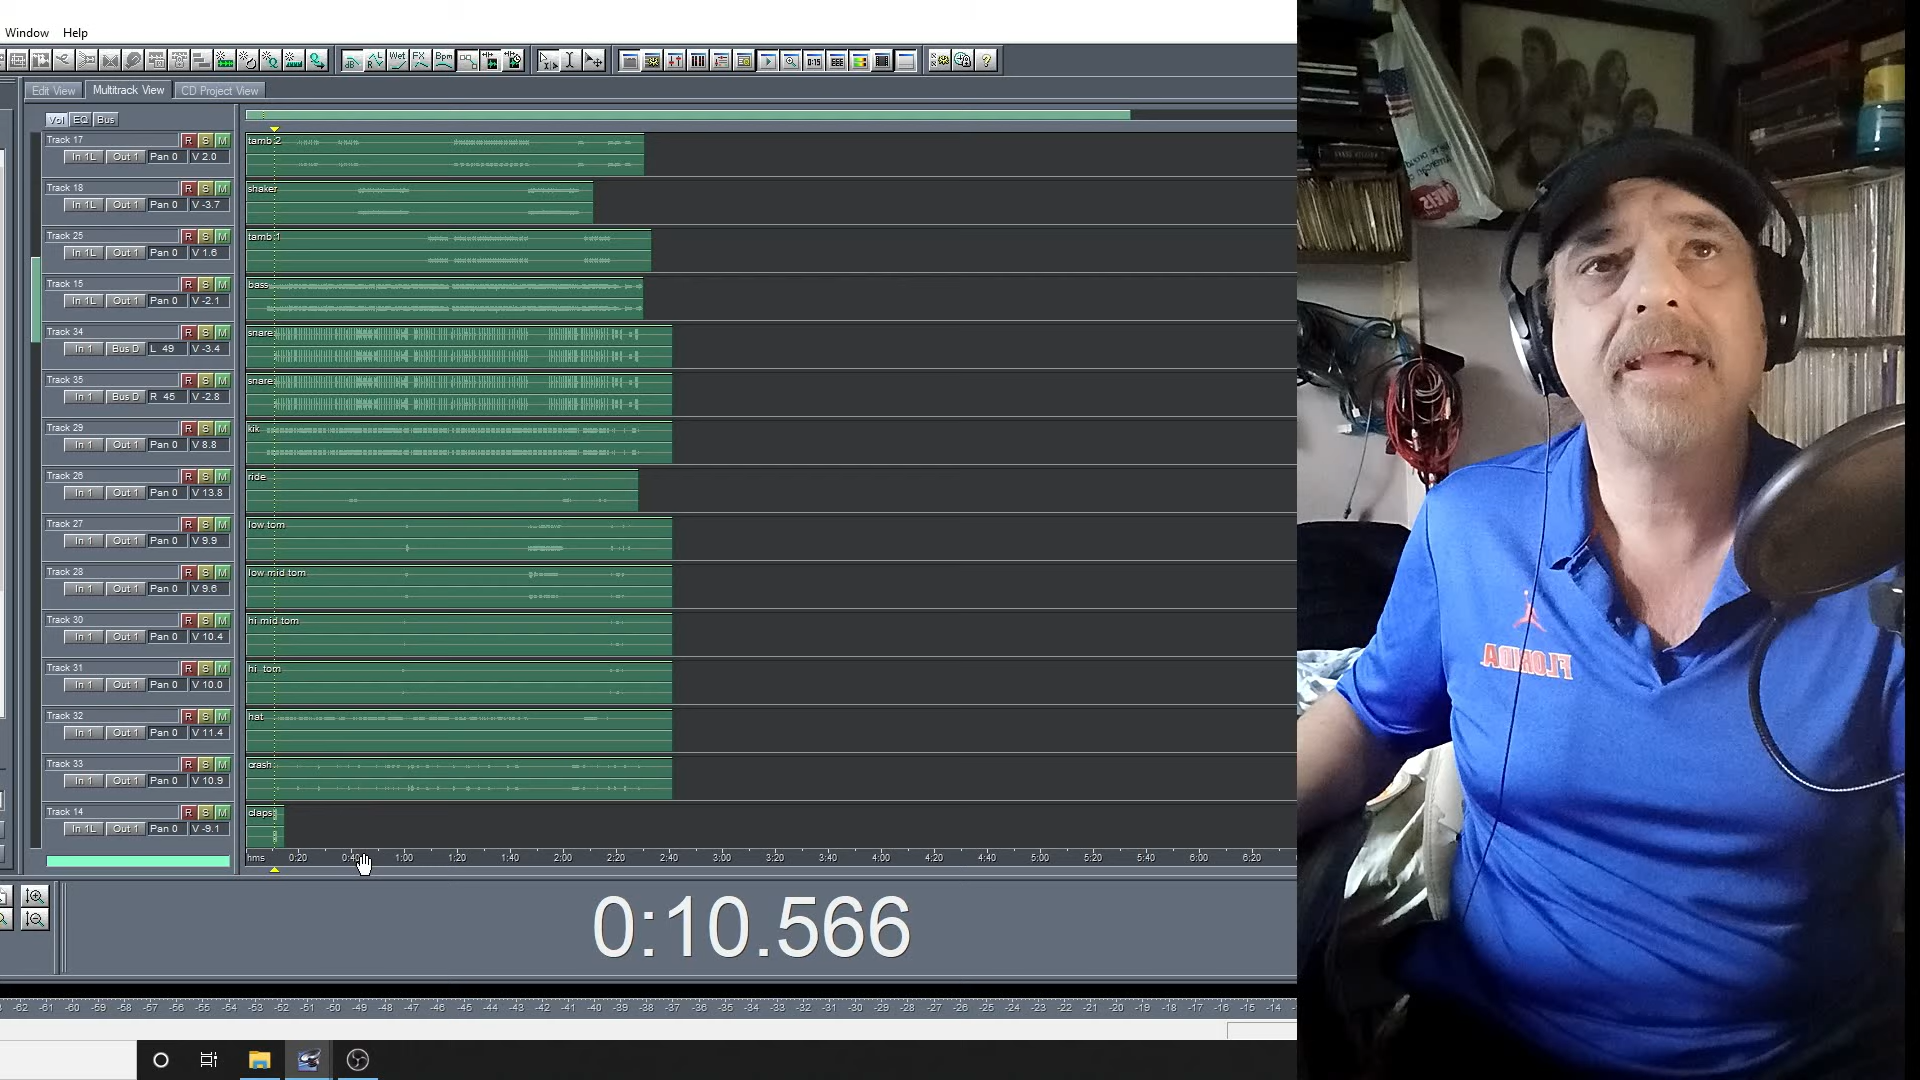 Window Help
Wet FX Bpm
Edit View Multitrack View CD Project View
Vol EQ Bus
Track 17 R S M
In 1L Out 1 Pan 0 V 2.0
tamb 2
Track 18 R S M
In 1L Out 1 Pan 0 V -3.7
shaker
Track 25 R S M
In 1L Out 1 Pan 0 V 1.6
tamb 1
Track 15 R S M
In 1L Out 1 Pan 0 V -2.1
bass
Track 34 R S M
In 1 Bus D L 49 V -3.4
snare
Track 35 R S M
In 1 Bus D R 45 V -2.8
snare
Track 29 R S M
In 1 Out 1 Pan 0 V 8.8
kik
Track 26 R S M
In 1 Out 1 Pan 0 V 13.8
ride
Track 27 R S M
In 1 Out 1 Pan 0 V 9.9
low tom
Track 28 R S M
In 1 Out 1 Pan 0 V 9.6
low mid tom
Track 30 R S M
In 1 Out 1 Pan 0 V 10.4
hi mid tom
Track 31 R S M
In 1 Out 1 Pan 0 V 10.0
hi tom
Track 32 R S M
In 1 Out 1 Pan 0 V 11.4
hat
Track 33 R S M
In 1 Out 1 Pan 0 V 10.9
crash
Track 14 R S M
In 1L Out 1 Pan 0 V -9.1
claps
hms 0:20 0:40 1:00 1:20 1:40 2:00 2:20 2:40 3:00 3:20 3:40 4:00 4:20 4:40 5:00 5:20 5:40 6:00 6:20
0:10.566
-62 -61 -60 -59 -58 -57 -56 -55 -54 -53 -52 -51 -50 -49 -48 -47 -46 -45 -44 -43 -42 -41 -40 -39 -38 -37 -36 -35 -34 -33 -32 -31 -30 -29 -28 -27 -26 -25 -24 -23 -22 -21 -20 -19 -18 -17 -16 -15 -14
FLORIDA